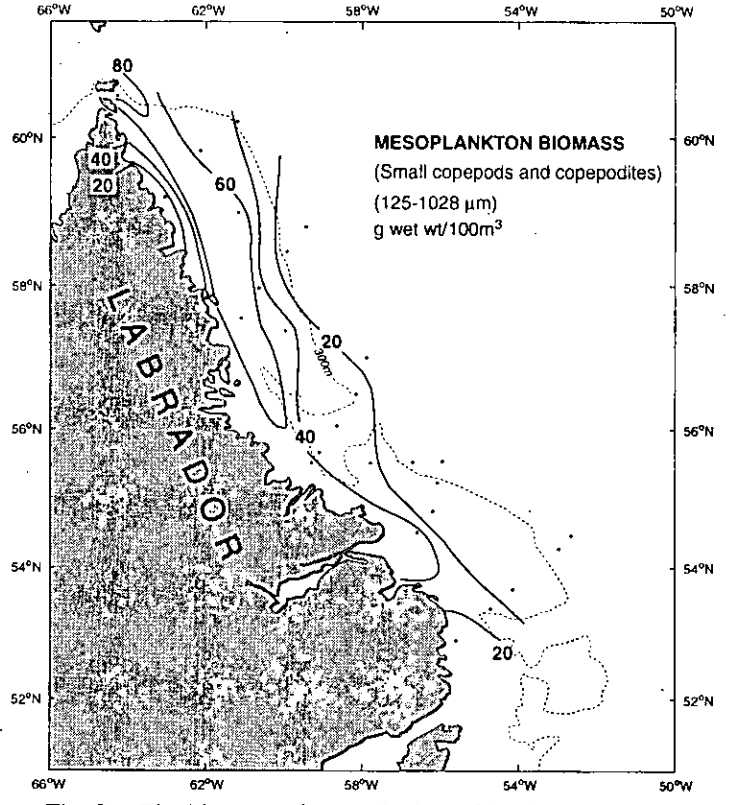 66°W 62°W 58°W 54°W 50°W
80
60°N 60°N
MESOPLANKTON BIOMASS
(Small copepods and copepodites)
(125-1028 μm)
g wet wt/100m³
40
20
60
58°N 58°N
LABRADOR
20
300m
56°N 56°N
40
54°N 54°N
20
52°N 52°N
66°W 62°W 58°W 54°W 50°W